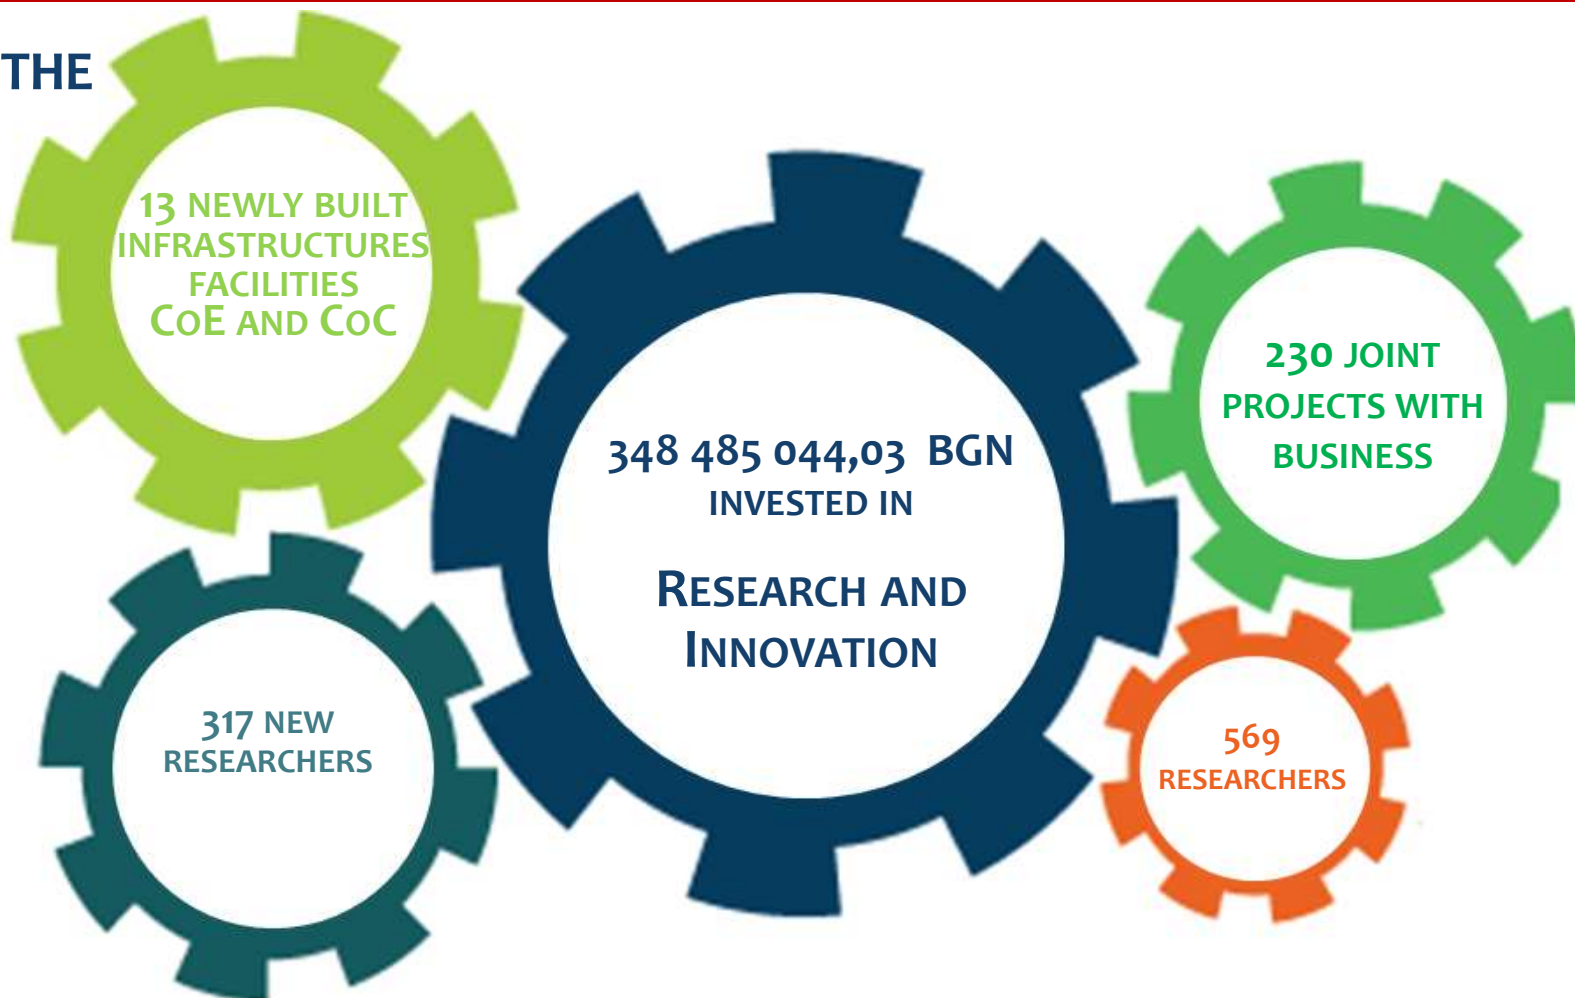 THE
13 NEWLY BUILT
INFRASTRUCTURES
FACILITIES
COE AND COC
348 485 044,03 BGN
INVESTED IN
RESEARCH AND
INNOVATION
230 JOINT
PROJECTS WITH
BUSINESS
317 NEW
RESEARCHERS
569
RESEARCHERS